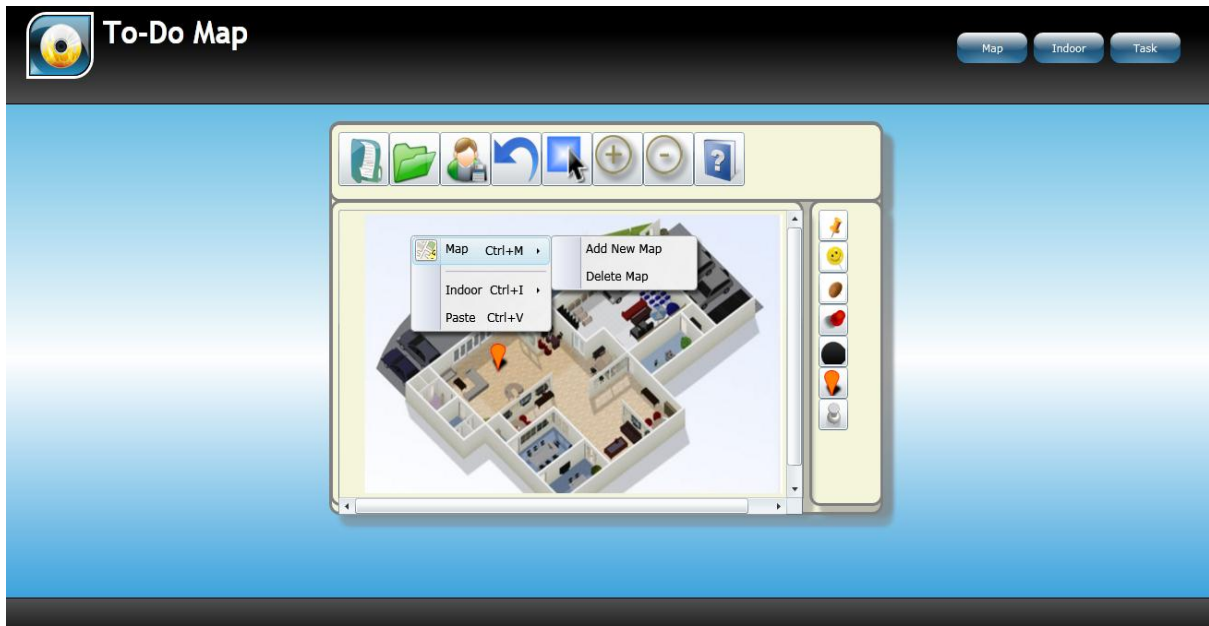 To-Do Map
Map Indoor Task
?
Map Ctrl+M
Add New Map
Delete Map
Indoor Ctrl+I
Paste Ctrl+V